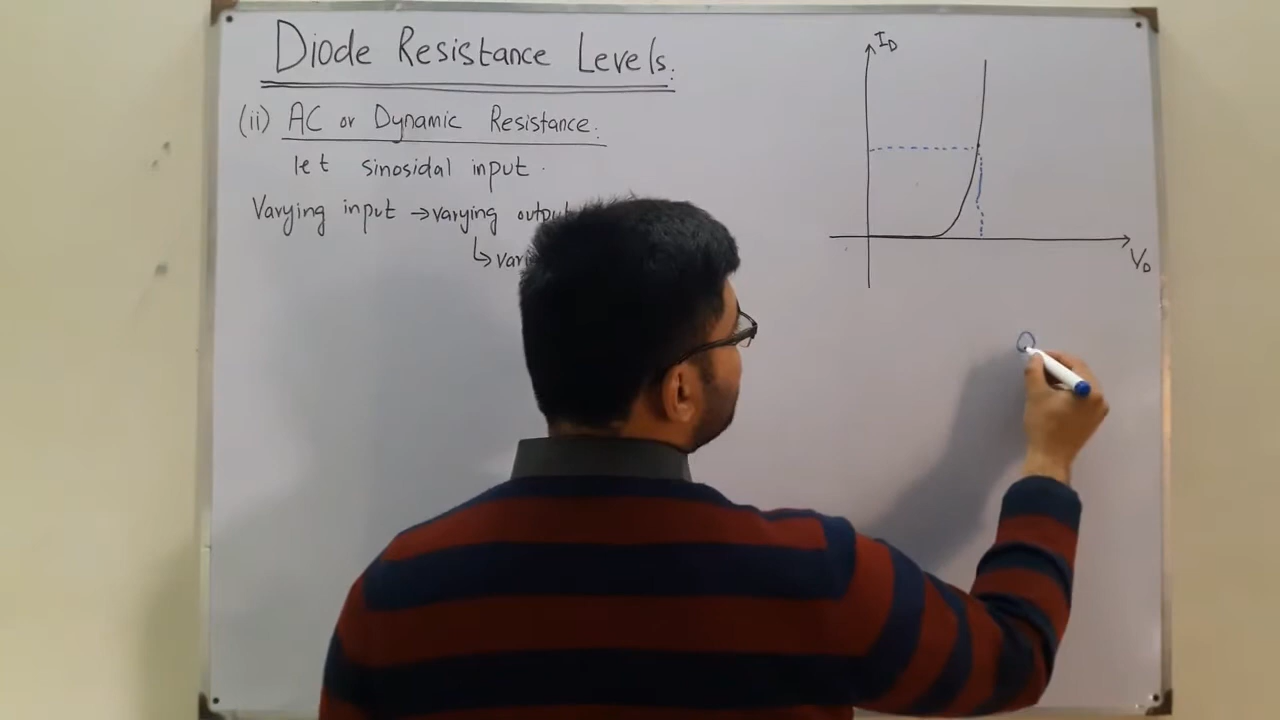 Diode Resistance Levels.
(ii) AC or Dynamic Resistance.
let sinosidal input.
Varying input → varying output
↳
I_D
V_D